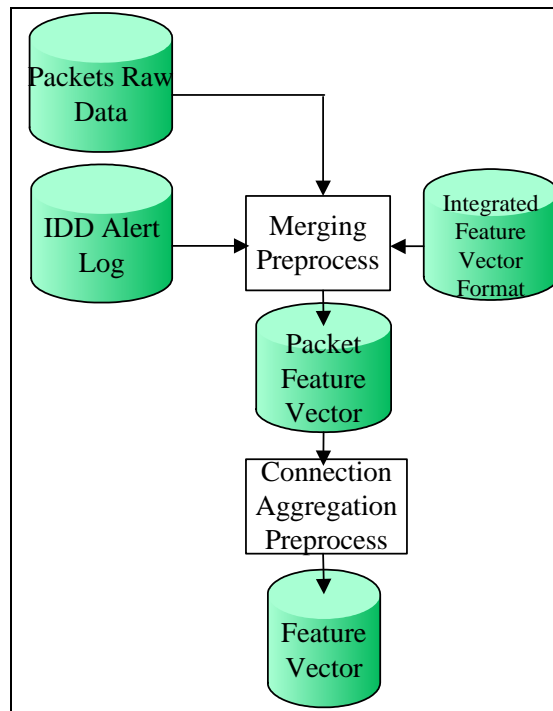 Packets Raw
Data
IDD Alert
Log
Merging
Preprocess
Integrated
Feature
Vector
Format
Packet
Feature
Vector
Connection
Aggregation
Preprocess
Feature
Vector